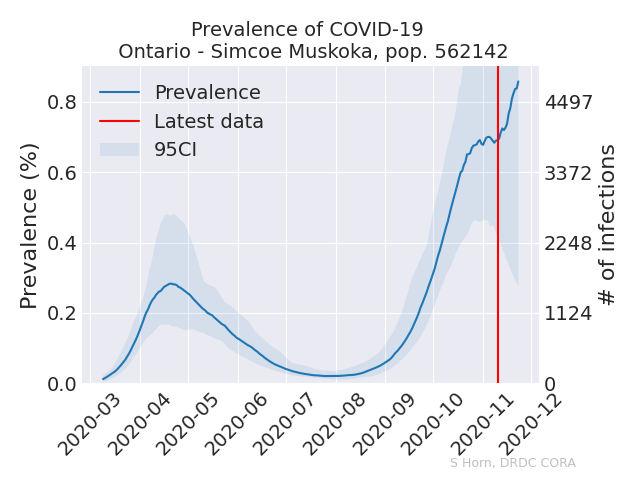 Prevalence of COVID-19
Ontario - Simcoe Muskoka, pop. 562142
Prevalence
Latest data
95CI
Prevalence (%)
0.8
0.6
0.4
0.2
0.0
4497
3372
2248
1124
0
# of infections
2020-03
2020-04
2020-05
2020-06
2020-07
2020-08
2020-09
2020-10
2020-11
2020-12
S Horn, DRDC CORA